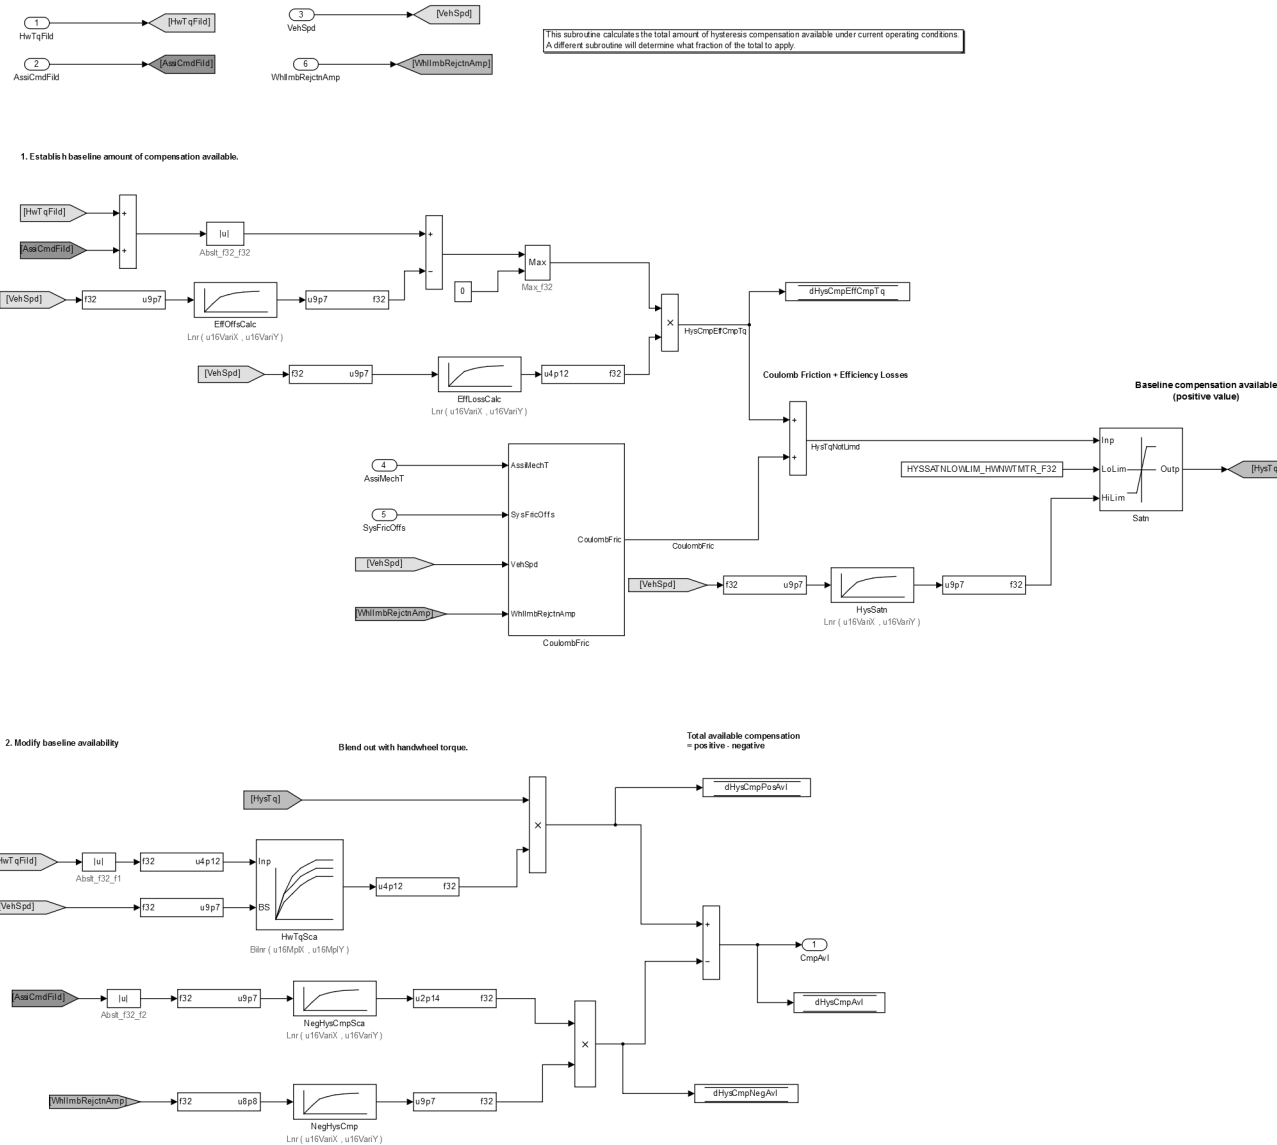 1
[HwTqFild]
HwTqFild
3
[VehSpd]
VehSpd
This subroutine calculates the total amount of hysteresis compensation available under current operating conditions.
A different subroutine will determine what fraction of the total to apply.
2
[AssiCmdFild]
AssiCmdFild
6
[WhlImbRejctnAmp]
WhlImbRejctnAmp
1. Establish baseline amount of compensation available.
[HwTqFild]
+
[AssiCmdFild]
+
|u|
Abslt_f32_f32
+
−
Max
Max_f32
0
[VehSpd]
f32 u9p7
EffOffsCalc
Lnr ( u16VariX , u16VariY )
u9p7 f32
×
HysCmpEffCmpTq
dHysCmpEffCmpTq
[VehSpd]
f32 u9p7
EffLossCalc
Lnr ( u16VariX , u16VariY )
u4p12 f32
Coulomb Friction + Efficiency Losses
+
+
HysTqNotLimd
Baseline compensation available
(positive value)
HYSSATNLOWLIM_HWNWTMTR_F32
Inp
LoLim
HiLim
Outp
Satn
[HysTq
4
AssiMechT
5
SysFricOffs
[VehSpd]
[WhlImbRejctnAmp]
AssiMechT
SysFricOffs
VehSpd
WhlImbRejctnAmp
CoulombFric
CoulombFric
CoulombFric
[VehSpd]
f32 u9p7
HysSatn
Lnr ( u16VariX , u16VariY )
u9p7 f32
2. Modify baseline availability
Blend out with handwheel torque.
Total available compensation
= positive - negative
[HysTq]
×
dHysCmpPosAvl
HwTqFild]
|u|
Abslt_f32_f1
f32 u4p12
[VehSpd]
f32 u9p7
Inp
BS
HwTqSca
Bilnr ( u16MplX , u16MplY )
u4p12 f32
+
−
1
CmpAvl
dHysCmpAvl
[AssiCmdFild]
|u|
Abslt_f32_f2
f32 u9p7
NegHysCmpSca
Lnr ( u16VariX , u16VariY )
u2p14 f32
×
dHysCmpNegAvl
[WhlImbRejctnAmp]
f32 u8p8
NegHysCmp
Lnr ( u16VariX , u16VariY )
u9p7 f32